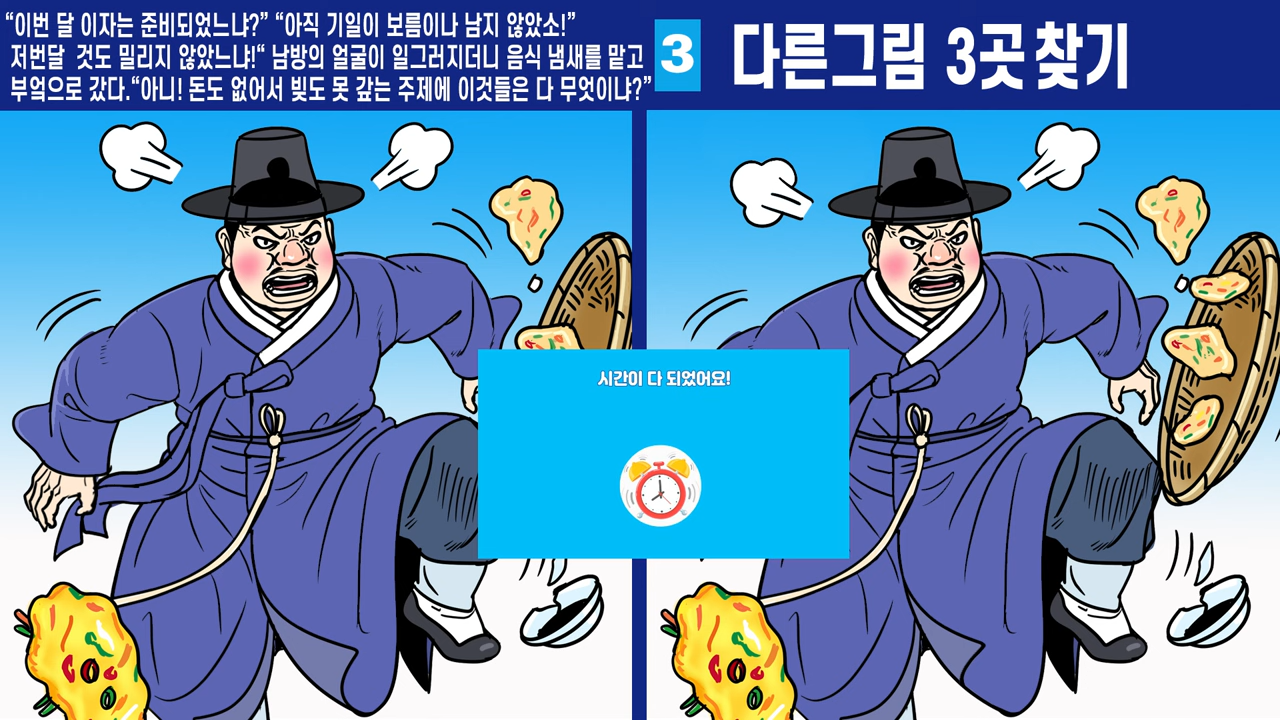 “이번 달 이자는 준비되었느냐?” “아직 기일이 보름이나 남지 않았소!”
저번달 것도 밀리지 않았느냐!“ 남방의 얼굴이 일그러지더니 음식 냄새를 맡고
부엌으로 갔다.“아니! 돈도 없어서 빚도 못 갚는 주제에 이것들은 다 무엇이냐?”
3 다른그림 3곳찾기
시간이 다 되었어요!